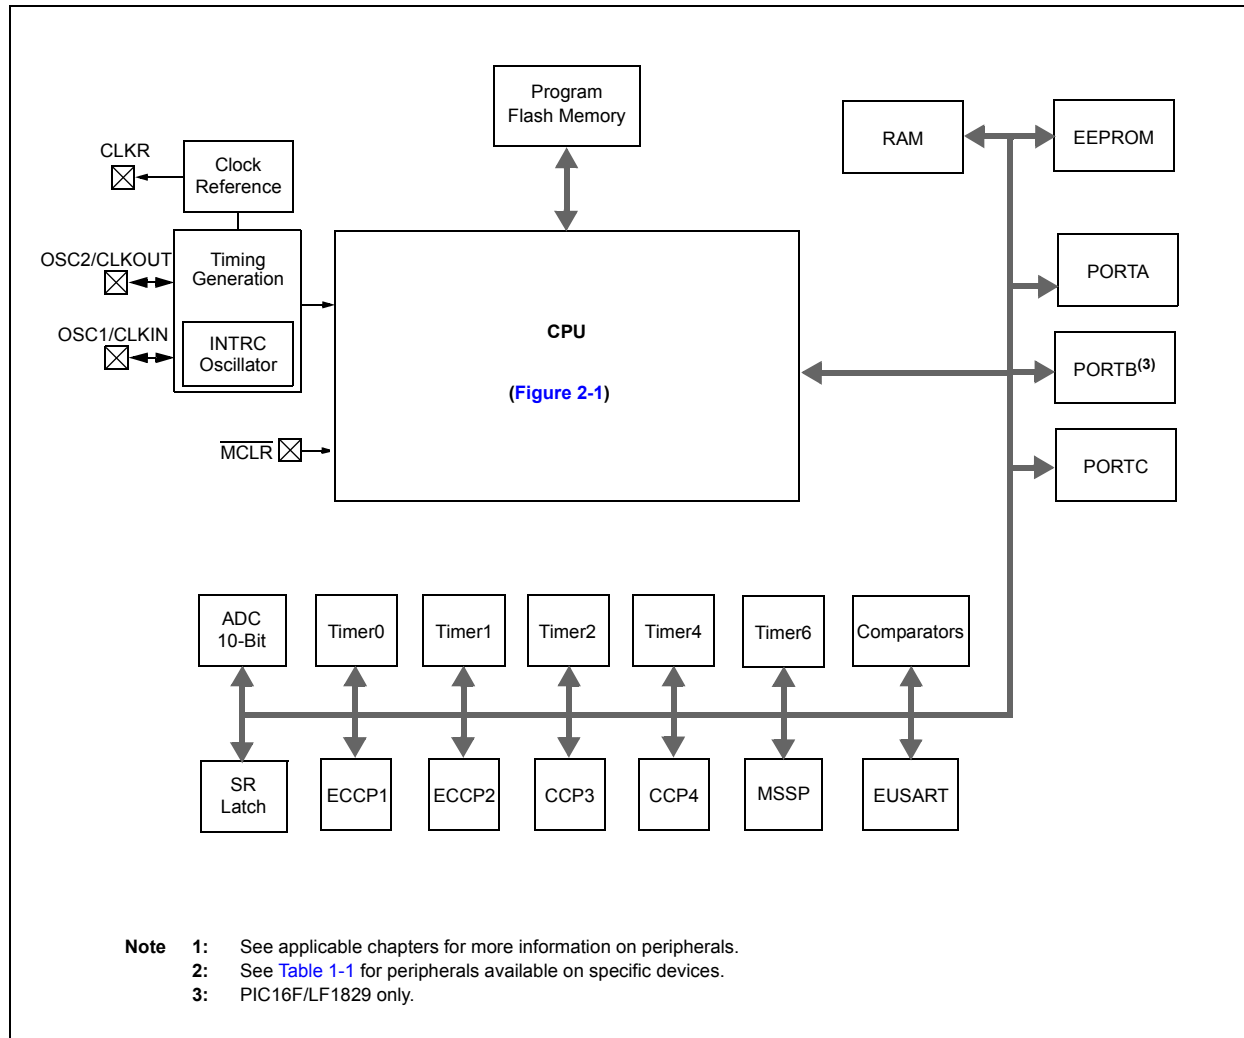 Program
Flash Memory
RAM
EEPROM
CLKR
Clock
Reference
OSC2/CLKOUT
Timing
Generation
PORTA
OSC1/CLKIN
INTRC
Oscillator
CPU
(Figure 2-1)
PORTB(3)
MCLR
PORTC
ADC
10-Bit
Timer0
Timer1
Timer2
Timer4
Timer6
Comparators
SR
Latch
ECCP1
ECCP2
CCP3
CCP4
MSSP
EUSART
Note 1: See applicable chapters for more information on peripherals.
2: See Table 1-1 for peripherals available on specific devices.
3: PIC16F/LF1829 only.